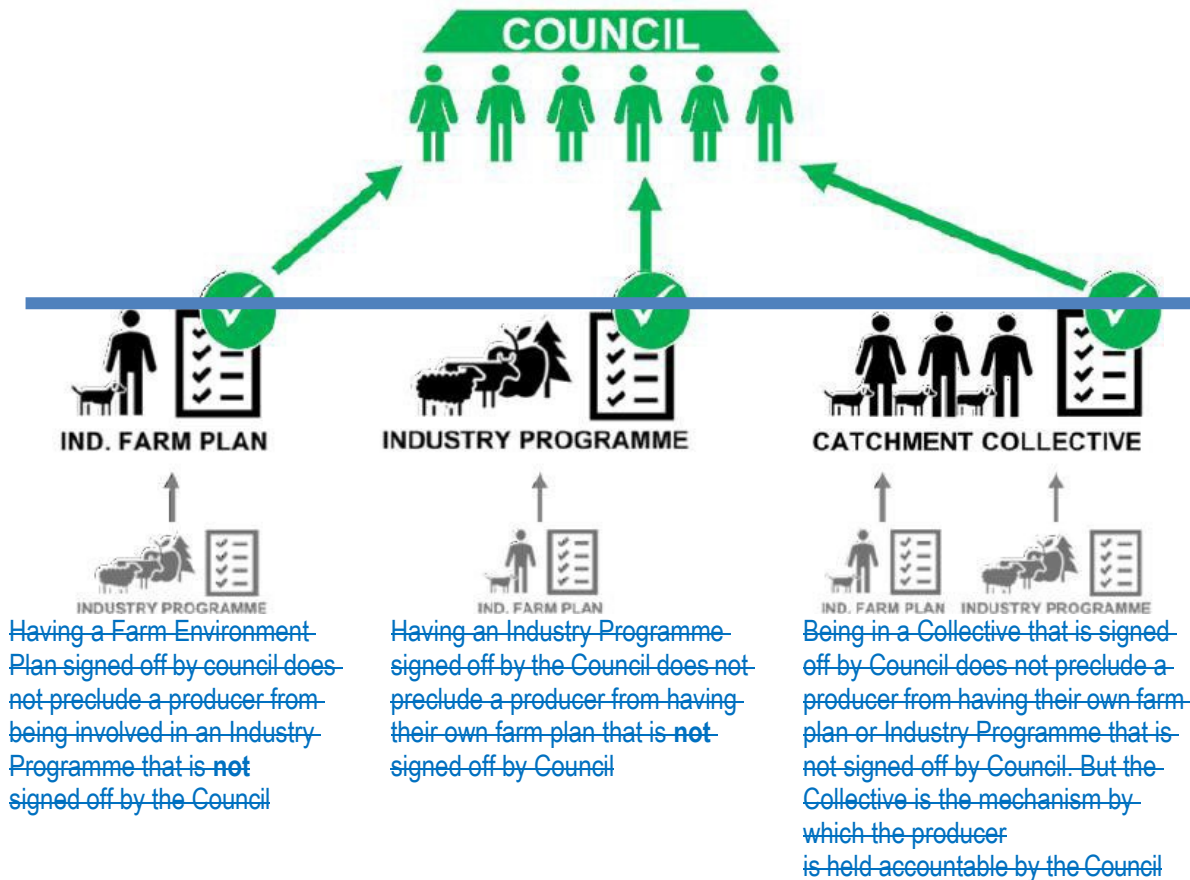 COUNCIL
IND. FARM PLAN
INDUSTRY PROGRAMME
CATCHMENT COLLECTIVE
INDUSTRY PROGRAMME
IND. FARM PLAN
IND. FARM PLAN
INDUSTRY PROGRAMME
Having a Farm Environment
Plan signed off by council does
not preclude a producer from
being involved in an Industry
Programme that is not
signed off by the Council
Having an Industry Programme
signed off by the Council does not
preclude a producer from having
their own farm plan that is not
signed off by Council
Being in a Collective that is signed
off by Council does not preclude a
producer from having their own farm
plan or Industry Programme that is
not signed off by Council. But the
Collective is the mechanism by
which the producer
is held accountable by the Council